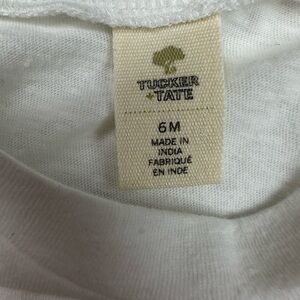 TUCKER
+TATE
6M
MADE IN
INDIA
FABRIQUÉ
EN INDE